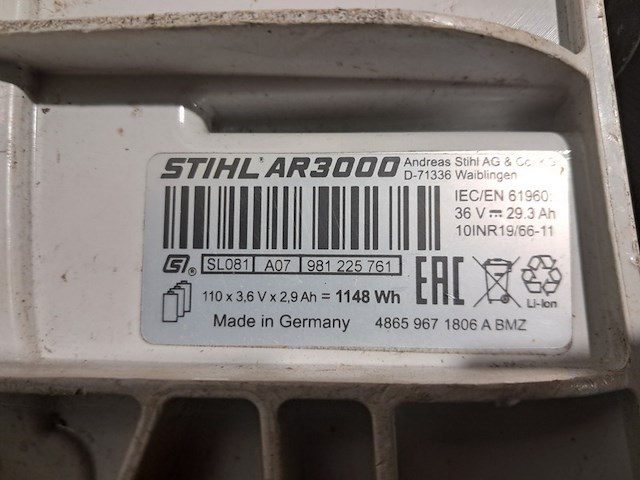 STIHL AR3000
Andreas Stihl AG & Co. KG
D-71336 Waiblingen
IEC/EN 61960:
36 V ⎓ 29.3 Ah
10INR19/66-11
SL081 A07 981 225 761
110 x 3,6 V x 2,9 Ah = 1148 Wh
EAC
Li-Ion
Made in Germany
4865 967 1806 A BMZ